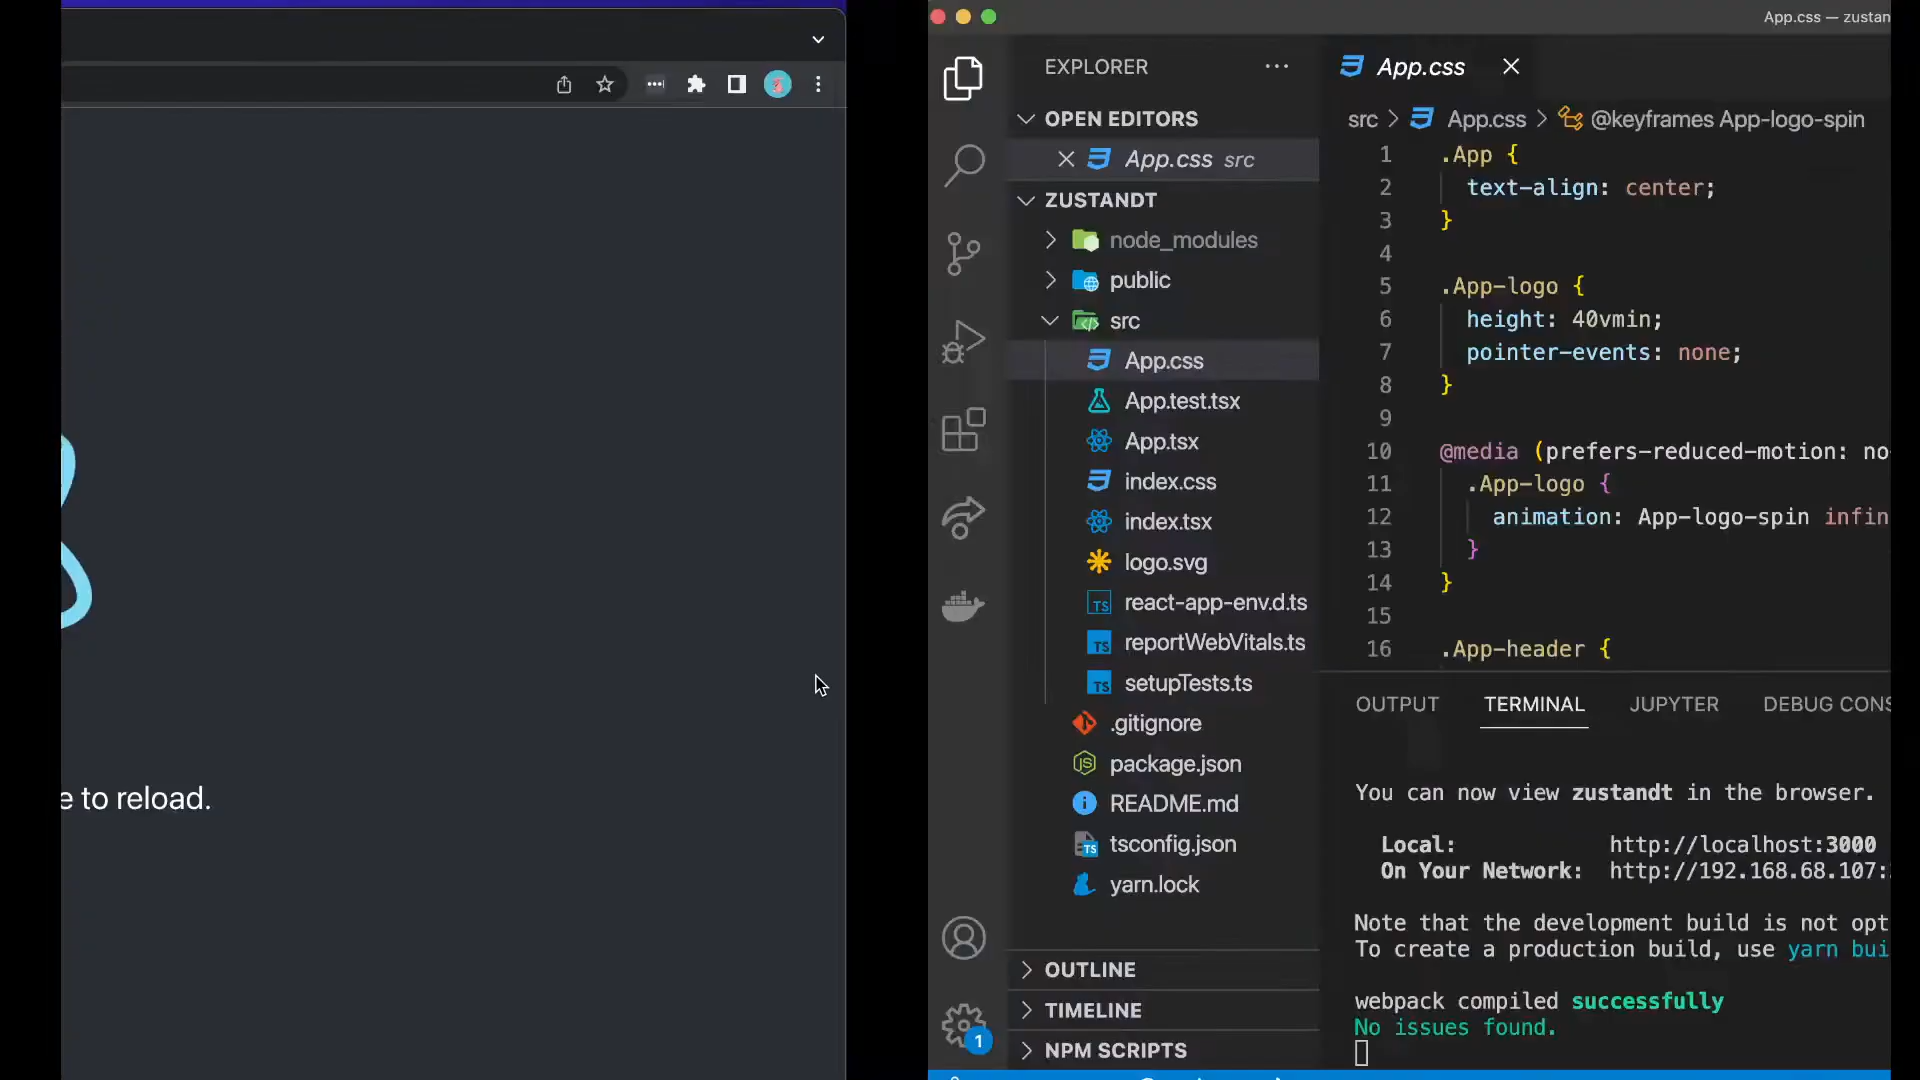 e to reload.
App.css — zustan
EXPLORER
App.css
OPEN EDITORS
App.css src
ZUSTANDT
node_modules
public
src
App.css
App.test.tsx
App.tsx
index.css
index.tsx
logo.svg
react-app-env.d.ts
reportWebVitals.ts
setupTests.ts
.gitignore
package.json
README.md
tsconfig.json
yarn.lock
OUTLINE
TIMELINE
NPM SCRIPTS
1
src > App.css > @keyframes App-logo-spin
1 .App {
2 text-align: center;
3 }
4
5 .App-logo {
6 height: 40vmin;
7 pointer-events: none;
8 }
9
10 @media (prefers-reduced-motion: no
11 .App-logo {
12 animation: App-logo-spin infin
13 }
14 }
15
16 .App-header {
OUTPUT TERMINAL JUPYTER DEBUG CONS
You can now view zustandt in the browser.
Local: http://localhost:3000
On Your Network: http://192.168.68.107:
Note that the development build is not opt
To create a production build, use yarn bui
webpack compiled successfully
No issues found.